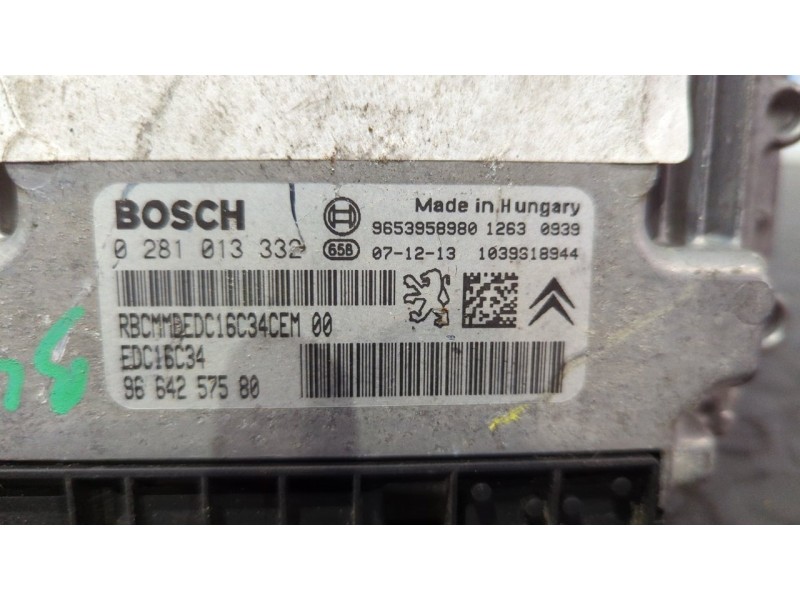 BOSCH
Made in Hungary
9653958980 1263 0939
0 281 013 332
65B
07-12-13 1039S18944
RBCMMBEDC16C34CEM 00
EDC16C34
96 642 575 80